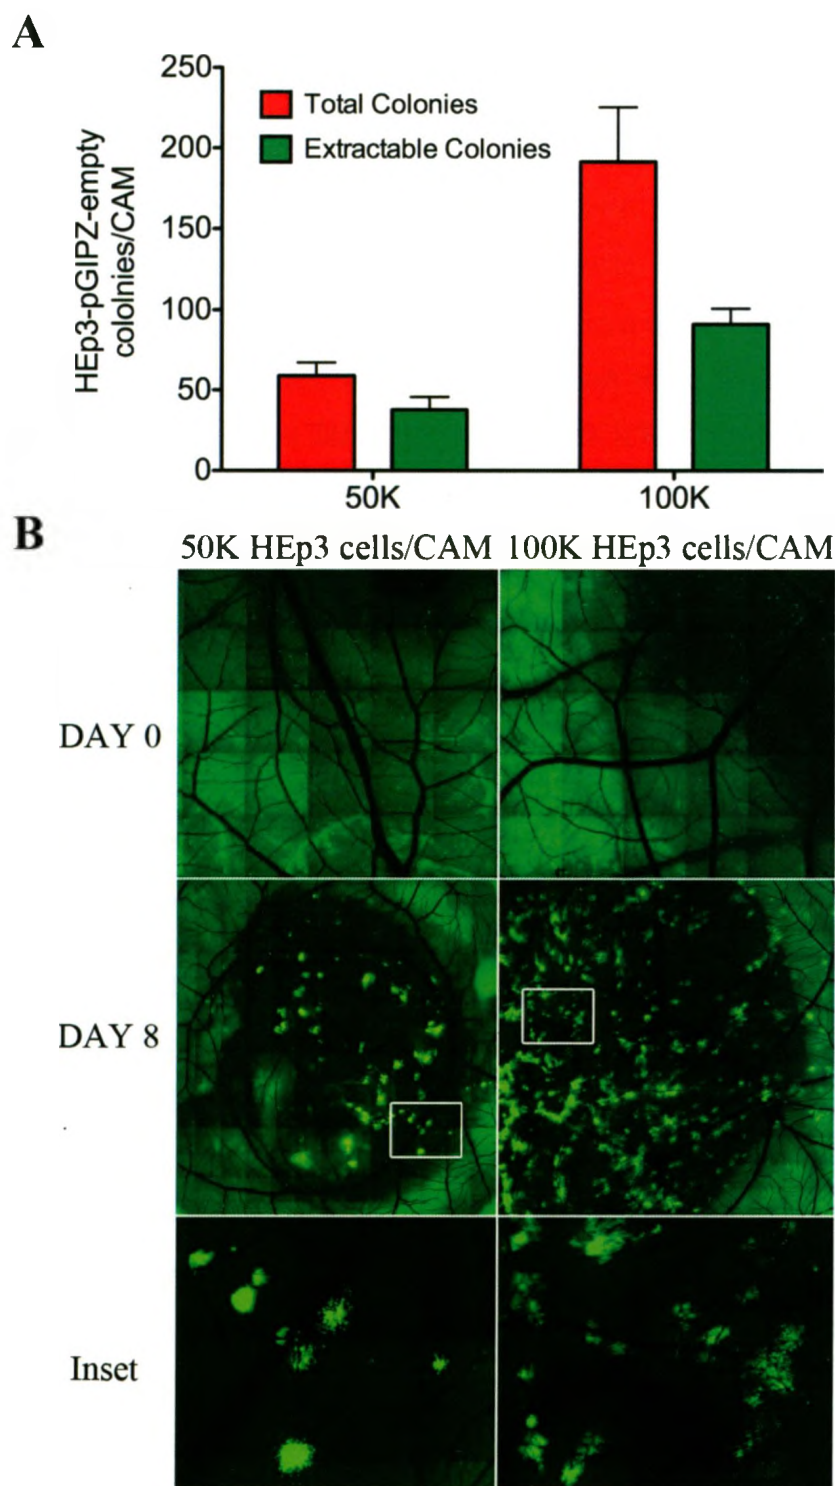 A
HEp3-pGIPZ-empty
cololnies/CAM
250
200
150
100
50
0
Total Colonies
Extractable Colonies
50K
100K
B
50K HEp3 cells/CAM 100K HEp3 cells/CAM
DAY 0
DAY 8
Inset